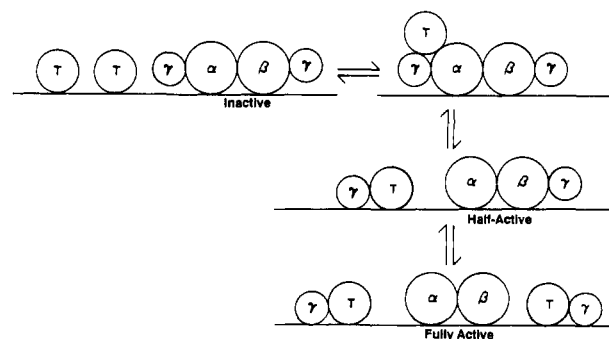 T T γ α β γ
Inactive
T
γ α β γ
γ T α β γ
Half-Active
γ T α β T γ
Fully Active